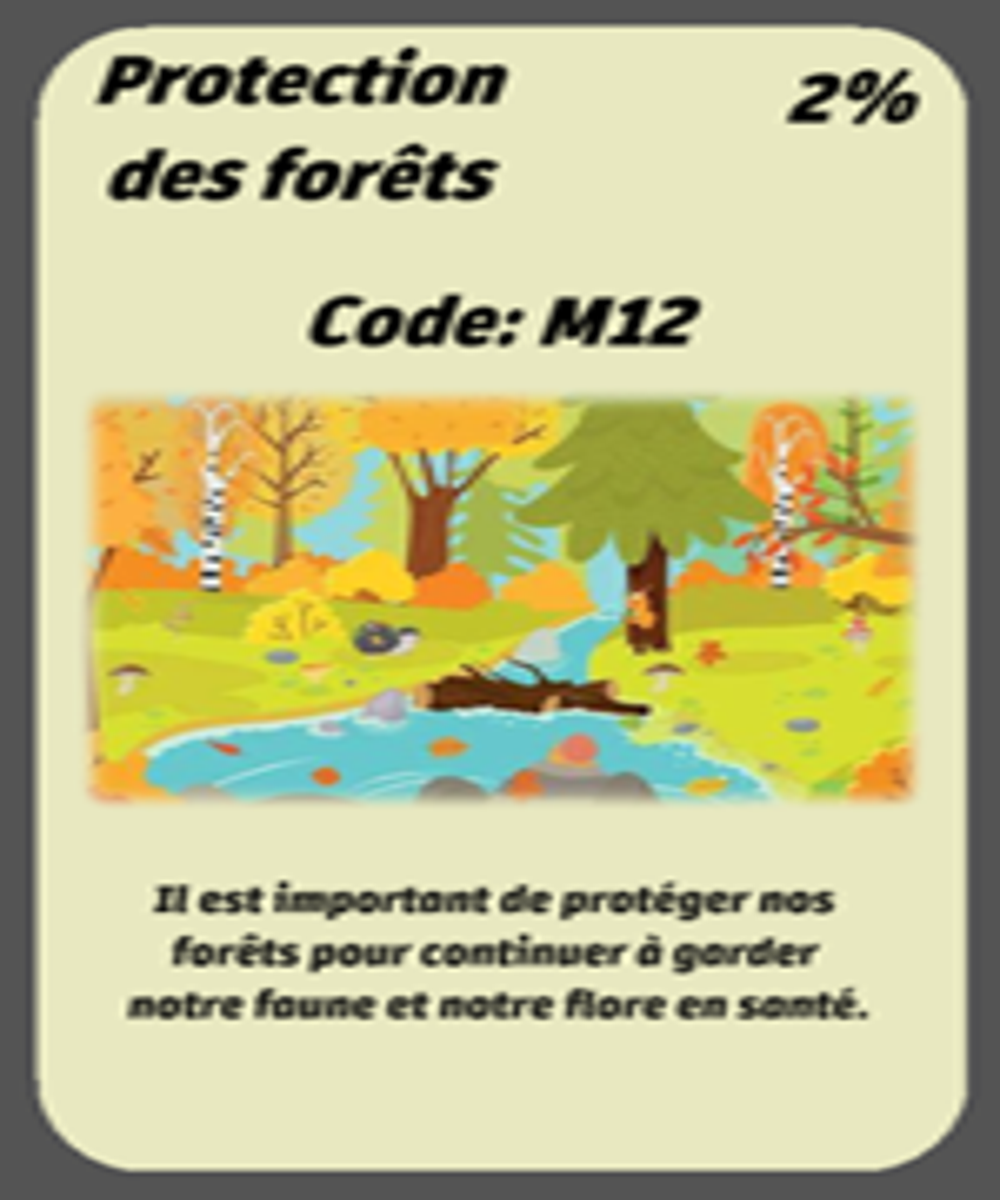 Protection
2%
des forêts
Code: M12
Il est important de protéger nos
forêts pour continuer à garder
notre faune et notre flore en santé.